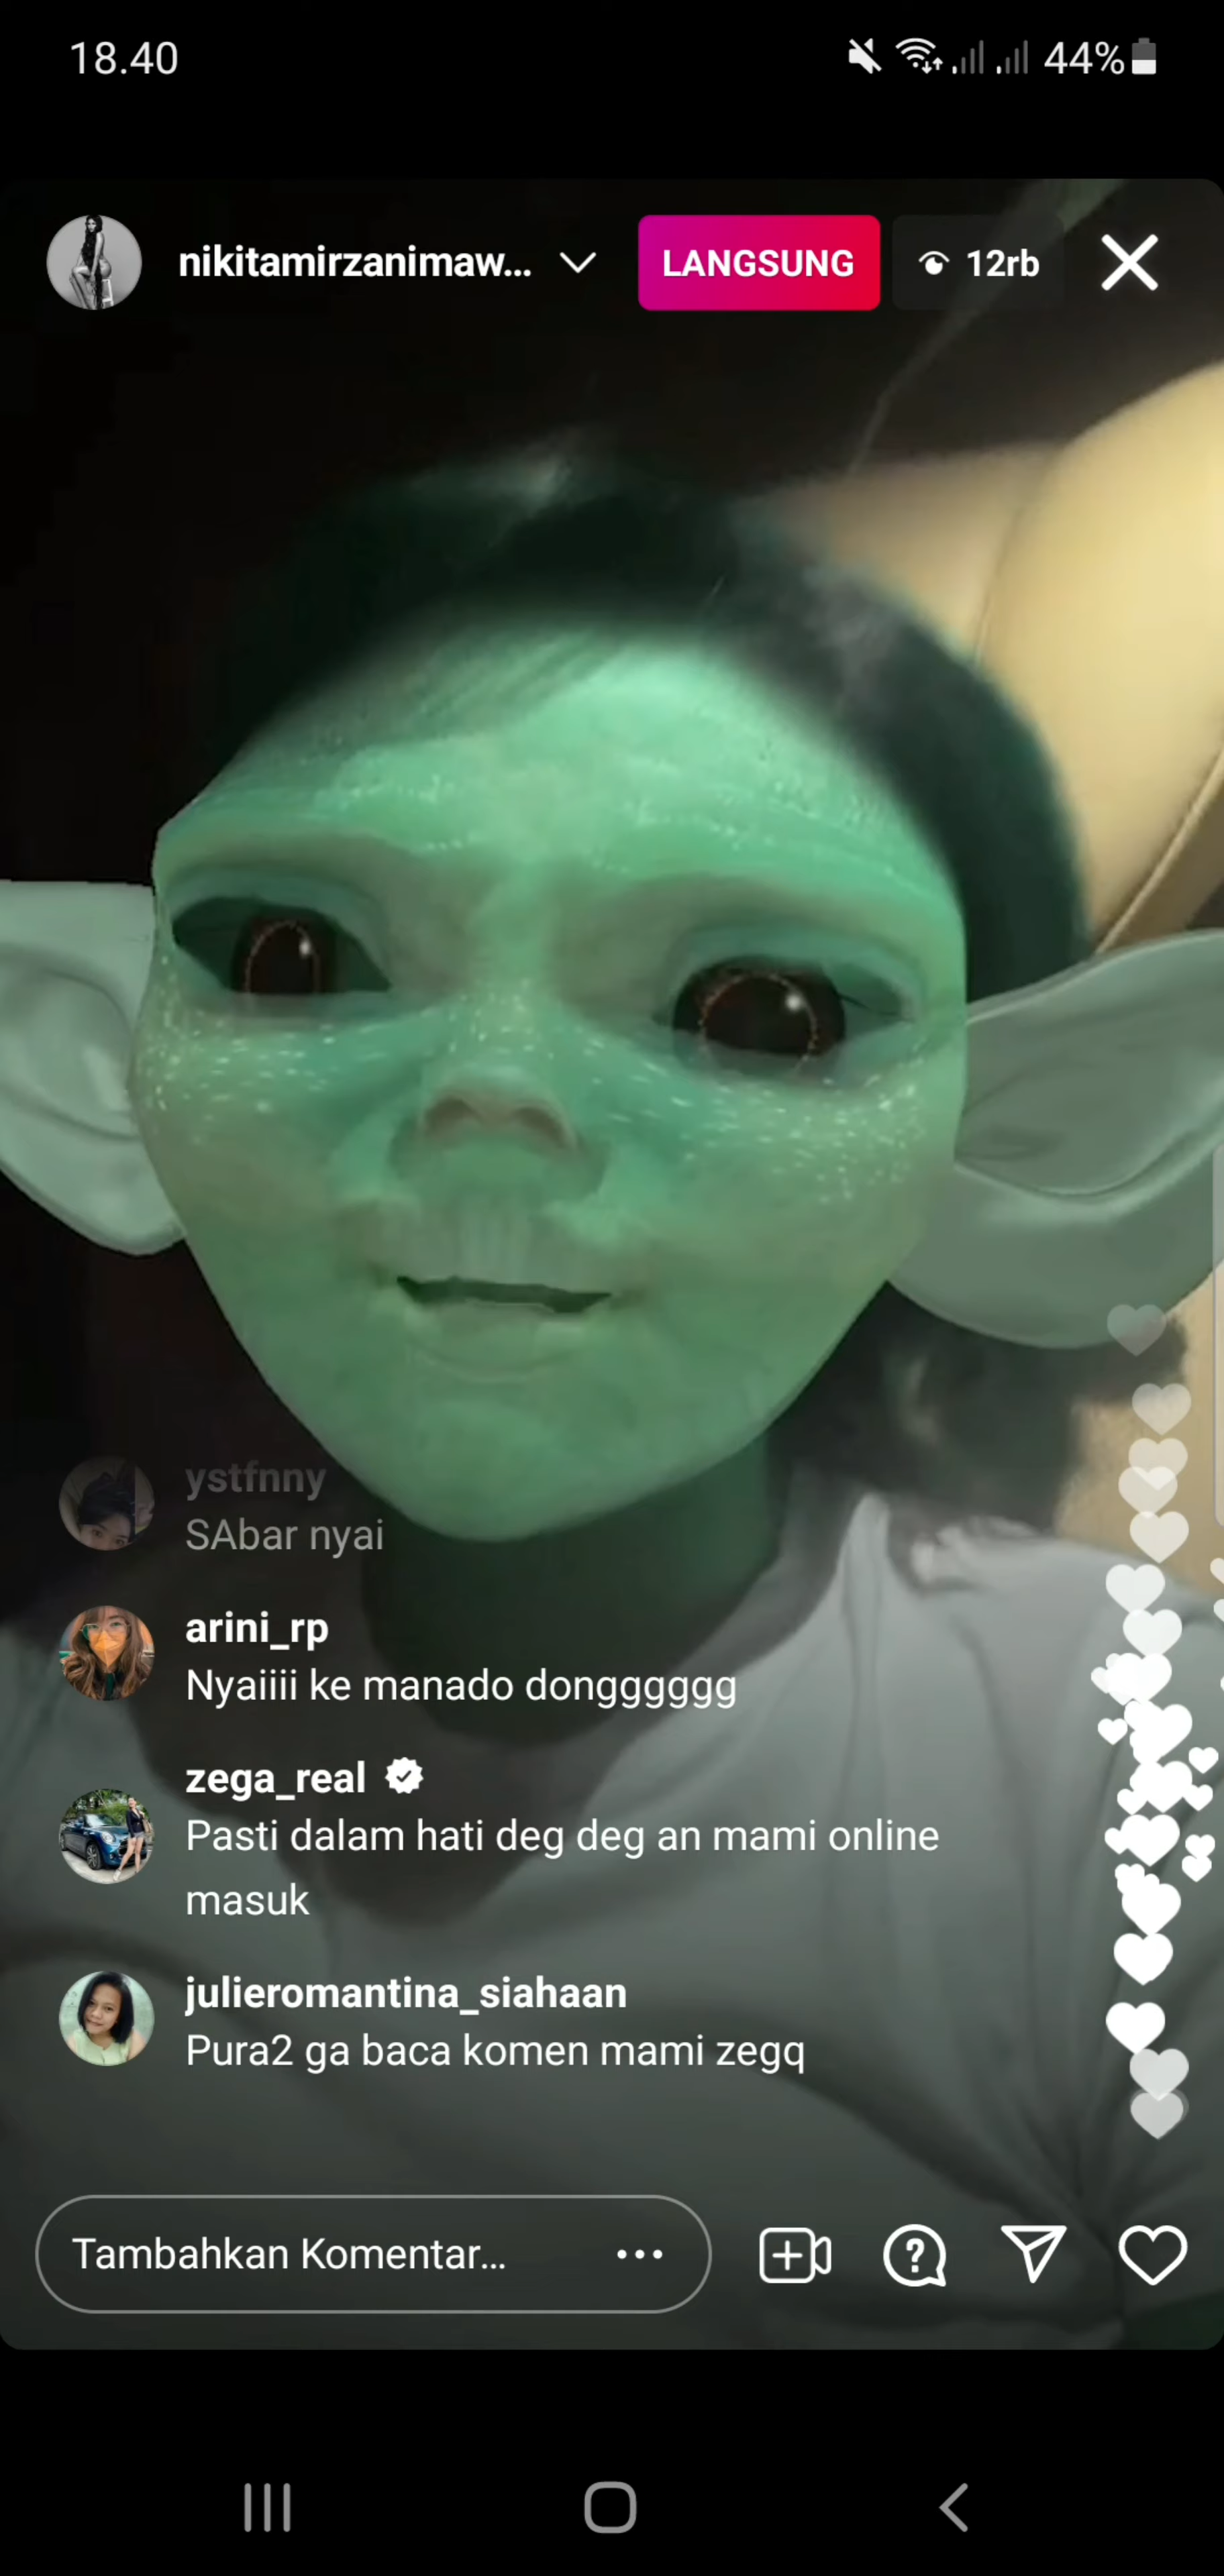 18.40
44%
nikitamirzanimaw...
LANGSUNG
12rb
ystfnny
SAbar nyai
arini_rp
Nyaiiii ke manado dongggggg
zega_real
Pasti dalam hati deg deg an mami online
masuk
julieromantina_siahaan
Pura2 ga baca komen mami zegq
Tambahkan Komentar...